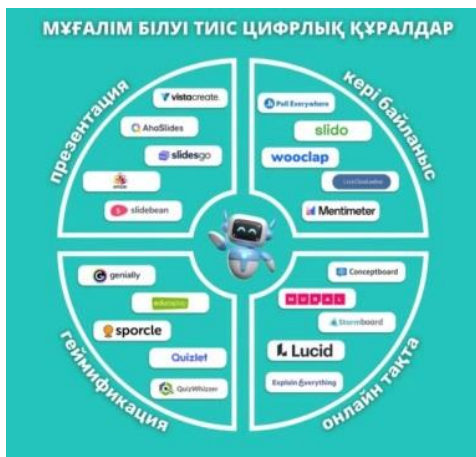 МҰҒАЛІМ БІЛУІ ТИІС ЦИФРЛЫҚ ҚҰРАЛДАР
презентация
vistacreate.
AhaSlides
slidesgo
slidebean
кері байланыс
Poll Everywhere
slido
wooclap
Mentimeter
геймификация
genially
sporcle
Quizlet
QuizWhizzer
онлайн тақта
Conceptboard
MURAL
Stormboard
Lucid
Explain Everything